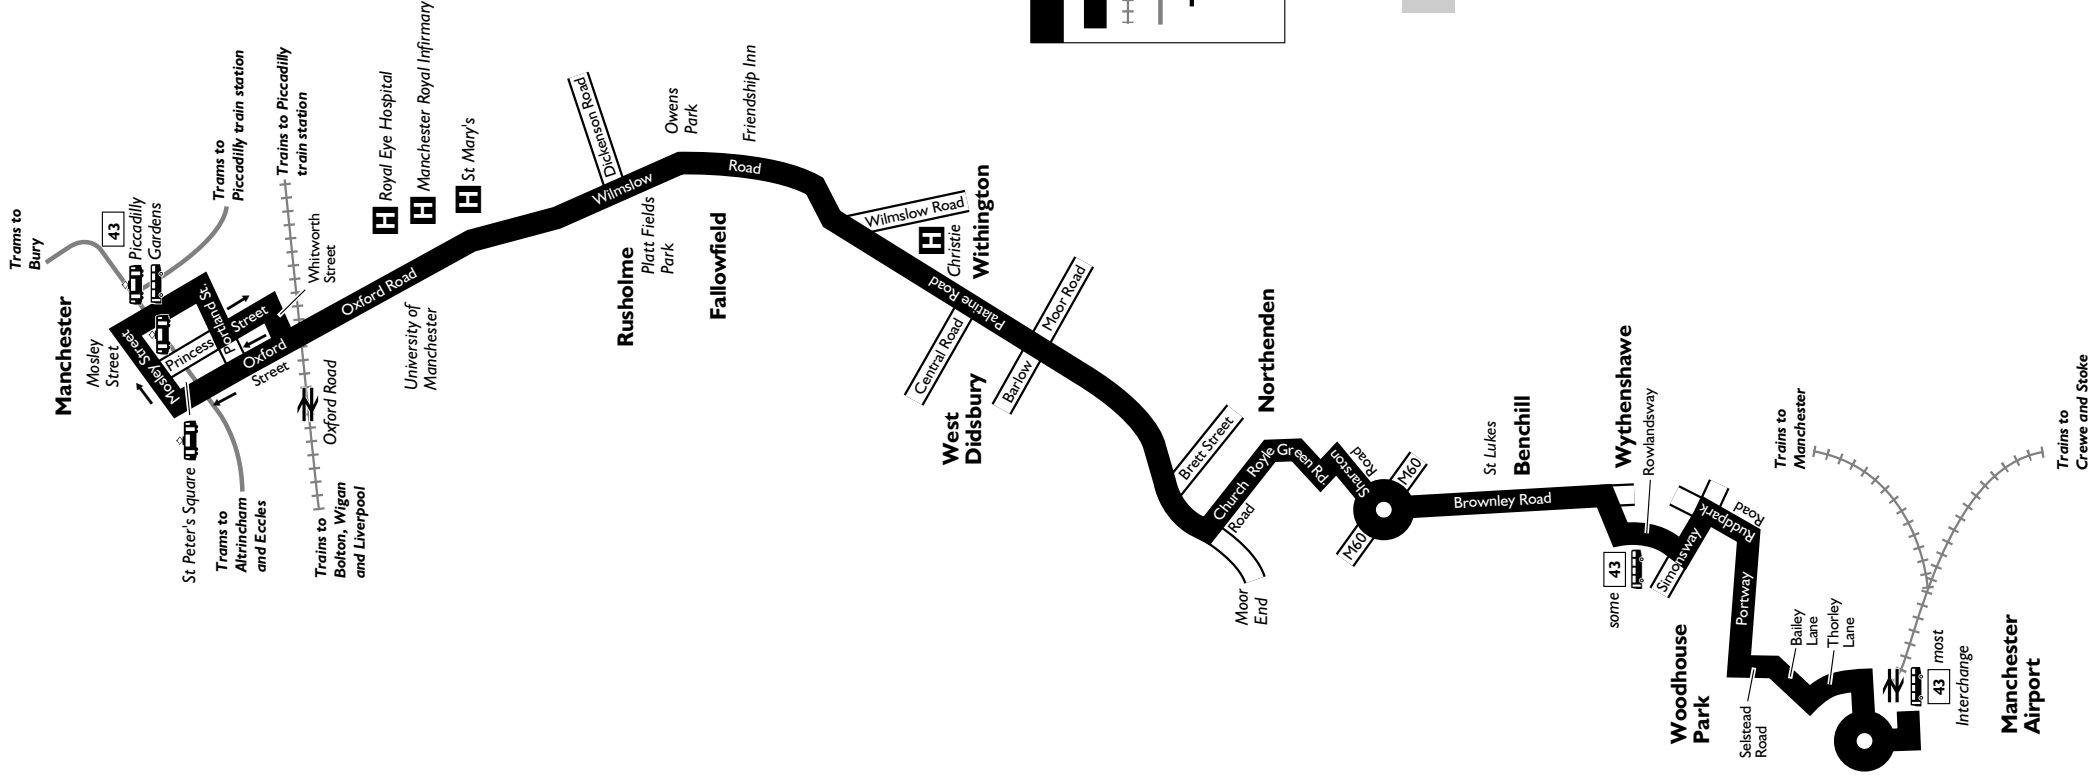 Trams to
Bury
43
Piccadilly
Gardens
Trams to
Piccadilly train station
Trains to Piccadilly
train station
Manchester
Mosley
Street
Mosley Street
Portland St.
Princess
Street
Oxford
Street
Whitworth
Street
St Peter's Square
Trams to
Altrincham
and Eccles
Trains to
Bolton, Wigan
and Liverpool
Oxford Road
Oxford Road
University of
Manchester
H Royal Eye Hospital
H Manchester Royal Infirmary
H St Mary's
Dickenson Road
Wilmslow
Road
Rusholme
Platt Fields
Park
Owens
Park
Friendship Inn
Fallowfield
Wilmslow Road
H
Christie
Withington
Palatine Road
Central Road
Barlow
Moor Road
West
Didsbury
Brett Street
Northenden
Church
Road
Royle Green Rd.
Sharston
Road
Moor
End
M60
M60
St Lukes
Benchill
Brownley Road
Wythenshawe
Rowlandsway
some
43
Simonsway
Ruddpark
Road
Portway
Woodhouse
Park
Selstead
Road
Bailey
Lane
Thorley
Lane
Trains to
Manchester
Trains to
Crewe and Stoke
43
most
Interchange
Manchester
Airport